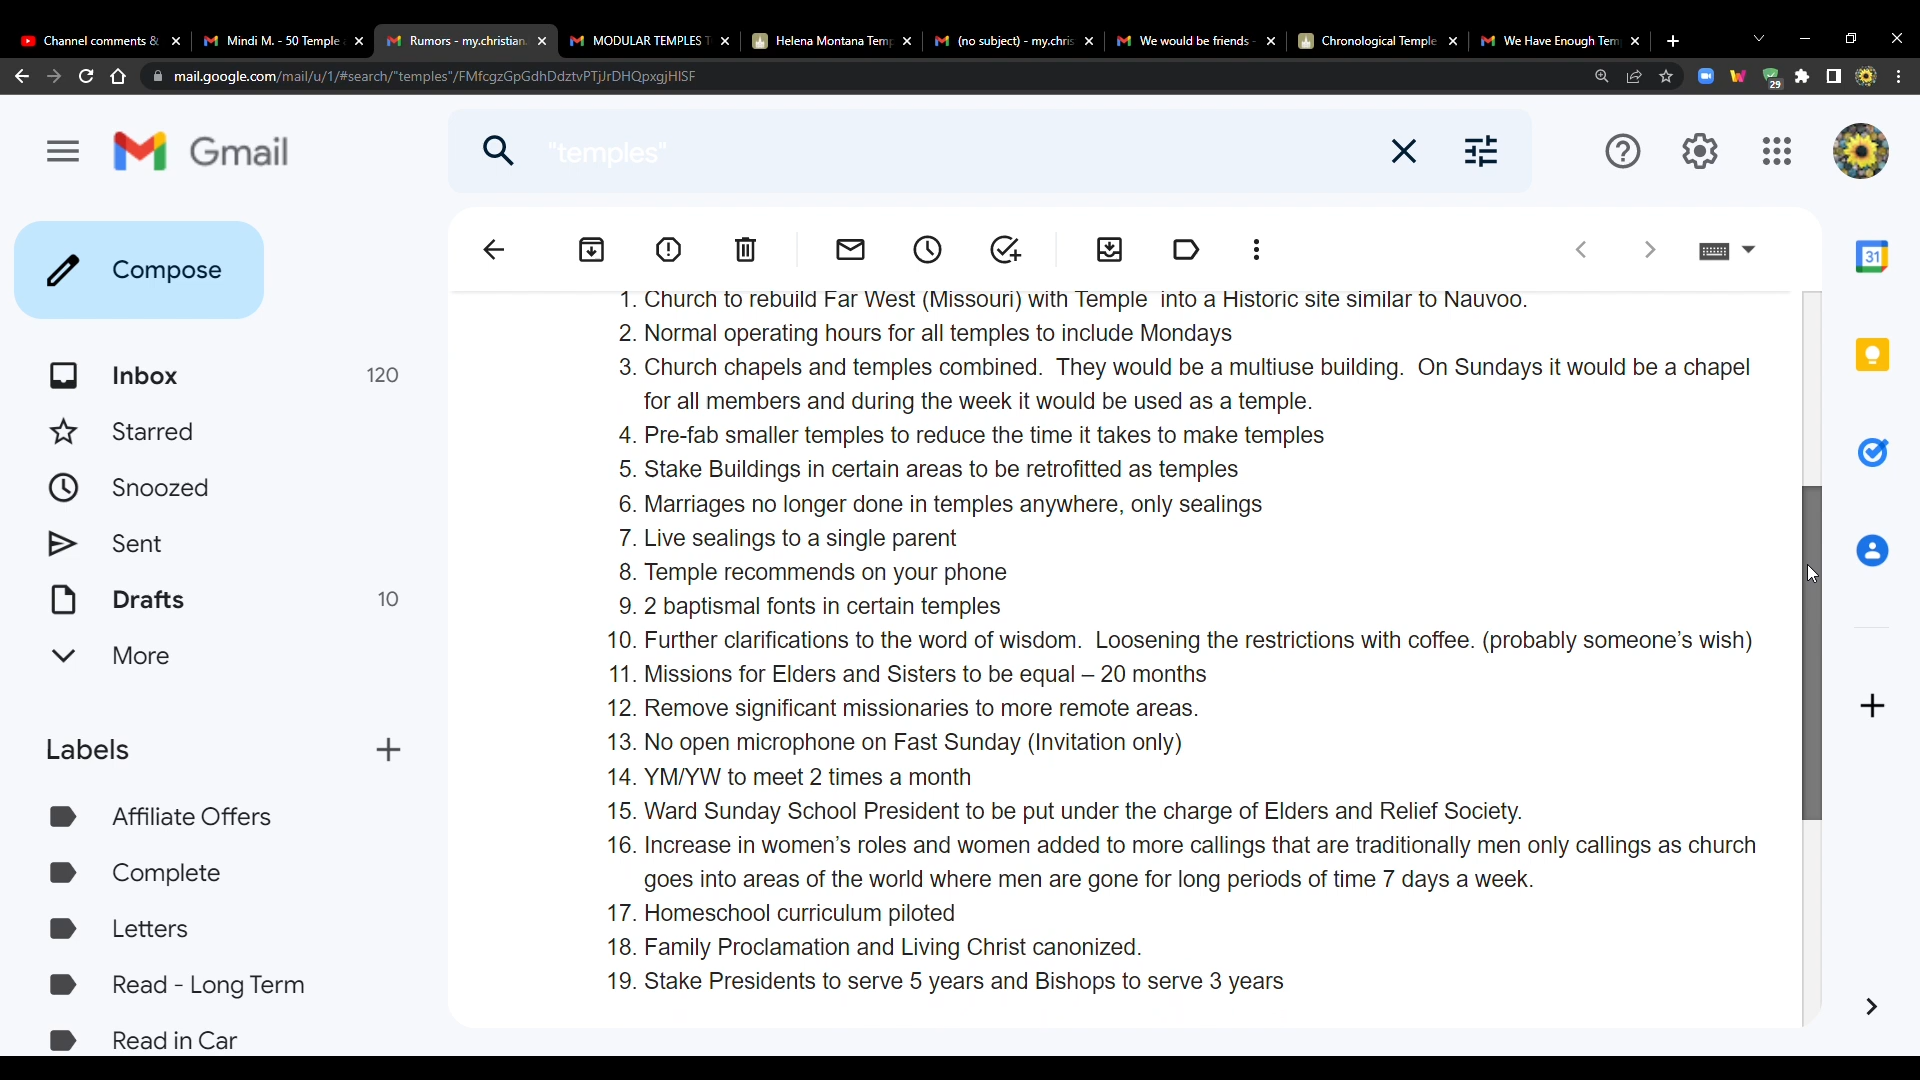 Channel comments &
Mindi M. - 50 Temple
Rumors - my.christian
MODULAR TEMPLES T
Helena Montana Temp
(no subject) - my.chris
We would be friends -
Chronological Temple
We Have Enough Tem
mail.google.com/mail/u/1/#search/"temples"/FMfcgzGpGdhDdztvPTjJrDHQpxgjHlSF
29
Gmail
"temples"
Compose
31
Inbox 120
Starred
Snoozed
Sent
Drafts 10
More
Labels
Affiliate Offers
Complete
Letters
Read - Long Term
Read in Car
1. Church to rebuild Far West (Missouri) with Temple into a Historic site similar to Nauvoo.
2. Normal operating hours for all temples to include Mondays
3. Church chapels and temples combined. They would be a multiuse building. On Sundays it would be a chapel
for all members and during the week it would be used as a temple.
4. Pre-fab smaller temples to reduce the time it takes to make temples
5. Stake Buildings in certain areas to be retrofitted as temples
6. Marriages no longer done in temples anywhere, only sealings
7. Live sealings to a single parent
8. Temple recommends on your phone
9. 2 baptismal fonts in certain temples
10. Further clarifications to the word of wisdom. Loosening the restrictions with coffee. (probably someone's wish)
11. Missions for Elders and Sisters to be equal – 20 months
12. Remove significant missionaries to more remote areas.
13. No open microphone on Fast Sunday (Invitation only)
14. YM/YW to meet 2 times a month
15. Ward Sunday School President to be put under the charge of Elders and Relief Society.
16. Increase in women's roles and women added to more callings that are traditionally men only callings as church
goes into areas of the world where men are gone for long periods of time 7 days a week.
17. Homeschool curriculum piloted
18. Family Proclamation and Living Christ canonized.
19. Stake Presidents to serve 5 years and Bishops to serve 3 years